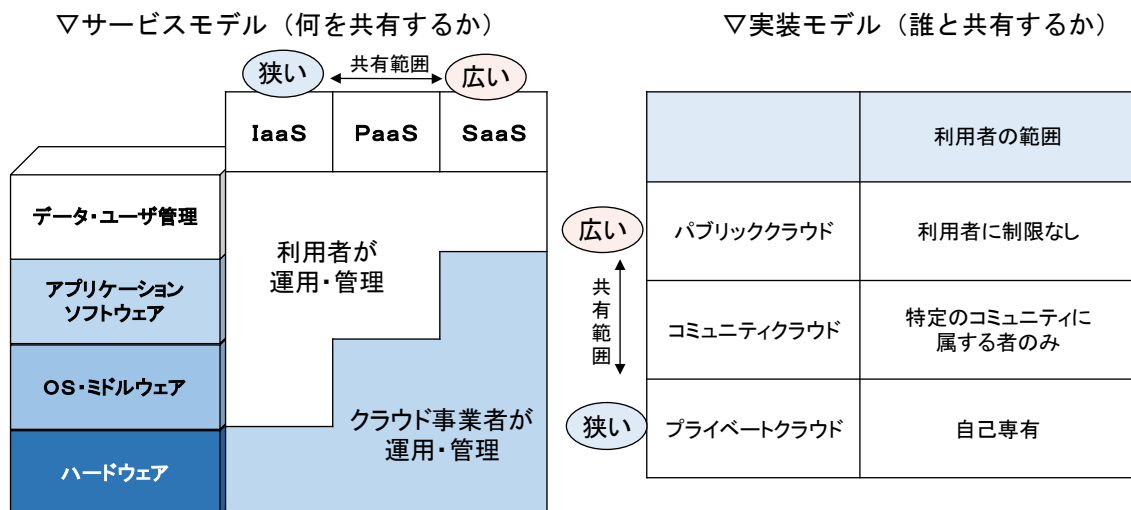 ▽サービスモデル（何を共有するか）
狭い
共有範囲
広い
IaaS
PaaS
SaaS
データ・ユーザ管理
アプリケーション
ソフトウェア
OS・ミドルウェア
ハードウェア
利用者が
運用・管理
クラウド事業者が
運用・管理
▽実装モデル（誰と共有するか）
利用者の範囲
広い
共有範囲
狭い
パブリッククラウド
利用者に制限なし
コミュニティクラウド
特定のコミュニティに
属する者のみ
プライベートクラウド
自己専有